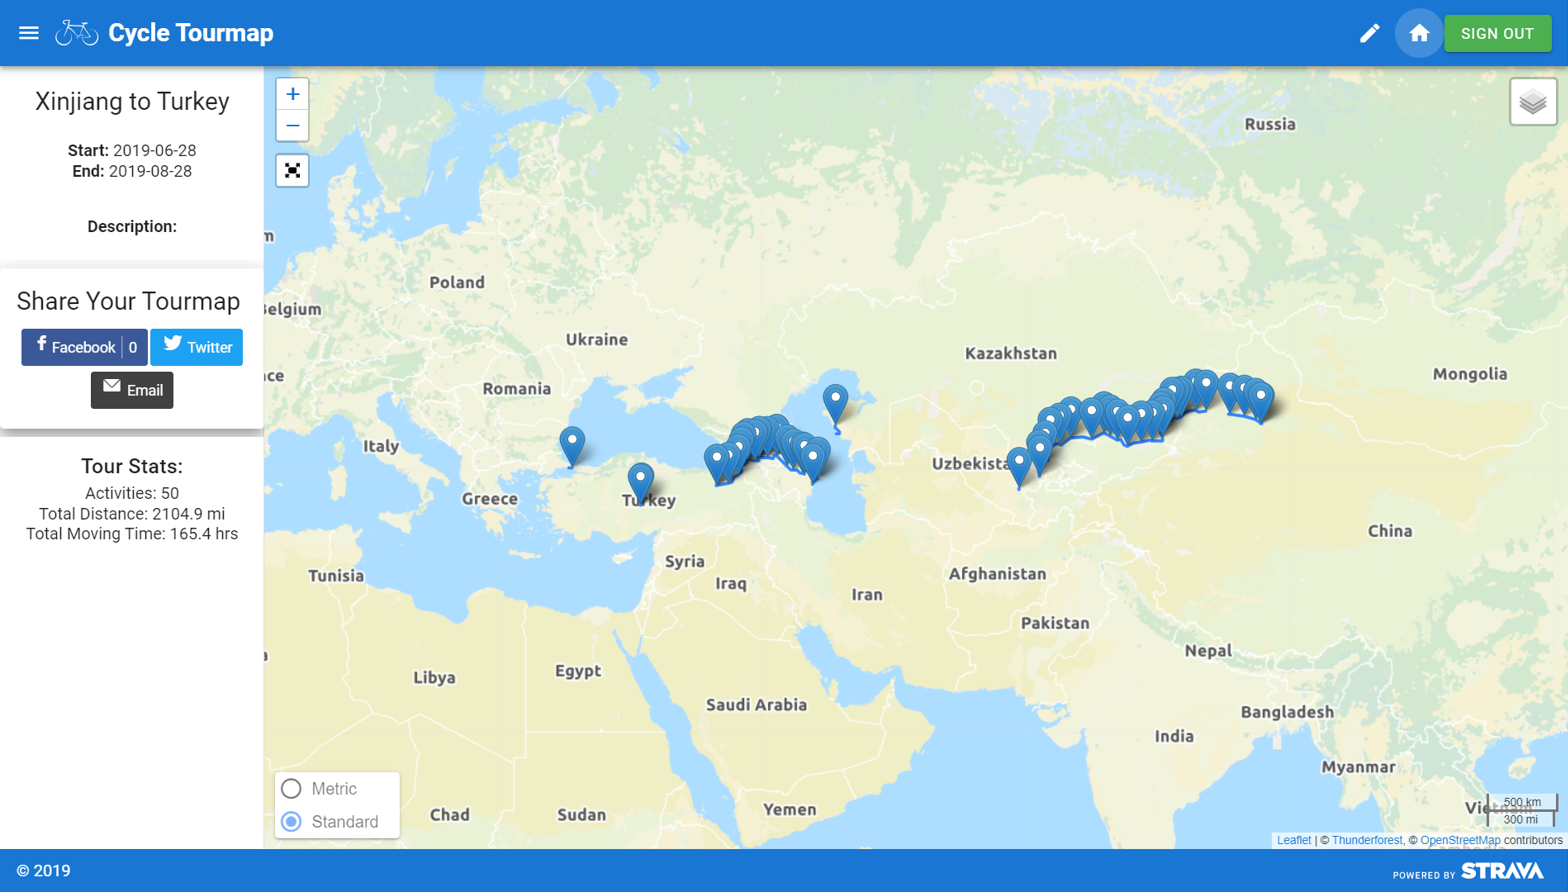 Cycle Tourmap
SIGN OUT
Xinjiang to Turkey
Start: 2019-06-28
End: 2019-08-28
Description:
Share Your Tourmap
Facebook 0
Twitter
Email
Tour Stats:
Activities: 50
Total Distance: 2104.9 mi
Total Moving Time: 165.4 hrs
+
−
Russia
Poland
elgium
Ukraine
Kazakhstan
Mongolia
Romania
Italy
Uzbekista
Greece
Turkey
China
Syria
Tunisia
Iraq
Afghanistan
Iran
Pakistan
Nepal
Libya
Egypt
Saudi Arabia
Bangladesh
India
Myanmar
Metric
Standard
Chad
Sudan
Yemen
500 km
300 mi
Leaflet | © Thunderforest, © OpenStreetMap contributors
© 2019
POWERED BY STRAVA